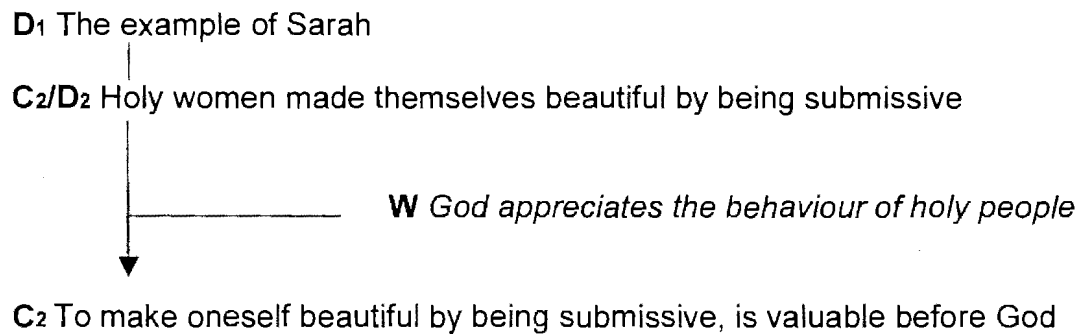 D1 The example of Sarah
C2/D2 Holy women made themselves beautiful by being submissive
W God appreciates the behaviour of holy people
C2 To make oneself beautiful by being submissive, is valuable before God